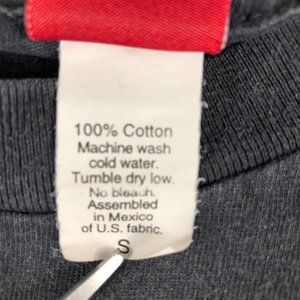 100% Cotton
Machine wash
cold water.
Tumble dry low.
No bleach.
Assembled
in Mexico
of U.S. fabric.
S